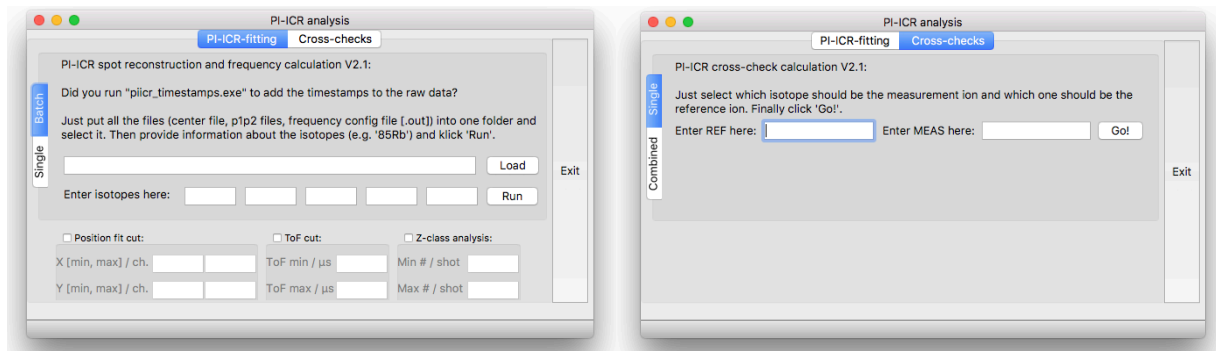 PI-ICR analysis
PI-ICR-fitting Cross-checks
Batch
Single
PI-ICR spot reconstruction and frequency calculation V2.1:
Did you run "piicr_timestamps.exe" to add the timestamps to the raw data?
Just put all the files (center file, p1p2 files, frequency config file [.out]) into one folder and
select it. Then provide information about the isotopes (e.g. '85Rb') and klick 'Run'.
Load
Enter isotopes here: Run
Exit
Position fit cut: ToF cut: Z-class analysis:
X [min, max] / ch. ToF min / µs Min # / shot
Y [min, max] / ch. ToF max / µs Max # / shot
PI-ICR analysis
PI-ICR-fitting Cross-checks
Single
Combined
PI-ICR cross-check calculation V2.1:
Just select which isotope should be the measurement ion and which one should be the
reference ion. Finally click 'Go!'.
Enter REF here: Enter MEAS here: Go!
Exit